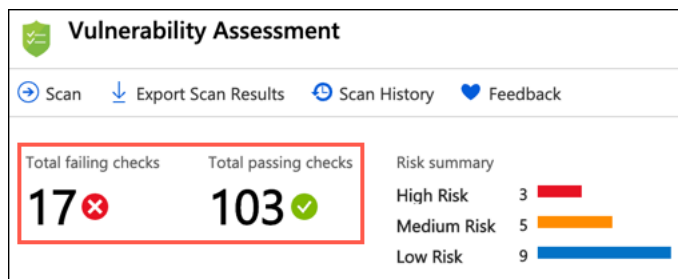 Vulnerability Assessment
Scan Export Scan Results Scan History Feedback
Total failing checks Total passing checks Risk summary
17 103
High Risk 3
Medium Risk 5
Low Risk 9